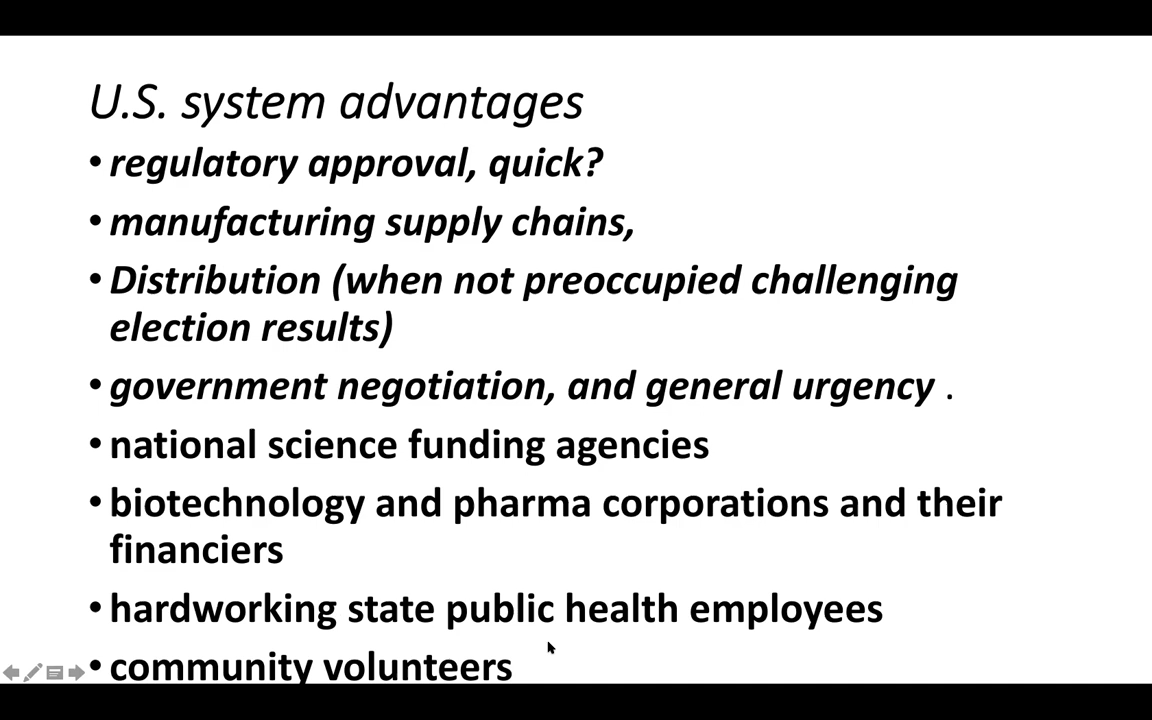 U.S. system advantages
• regulatory approval, quick?
• manufacturing supply chains,
• Distribution (when not preoccupied challenging
election results)
• government negotiation, and general urgency .
• national science funding agencies
• biotechnology and pharma corporations and their
financiers
• hardworking state public health employees
• community volunteers